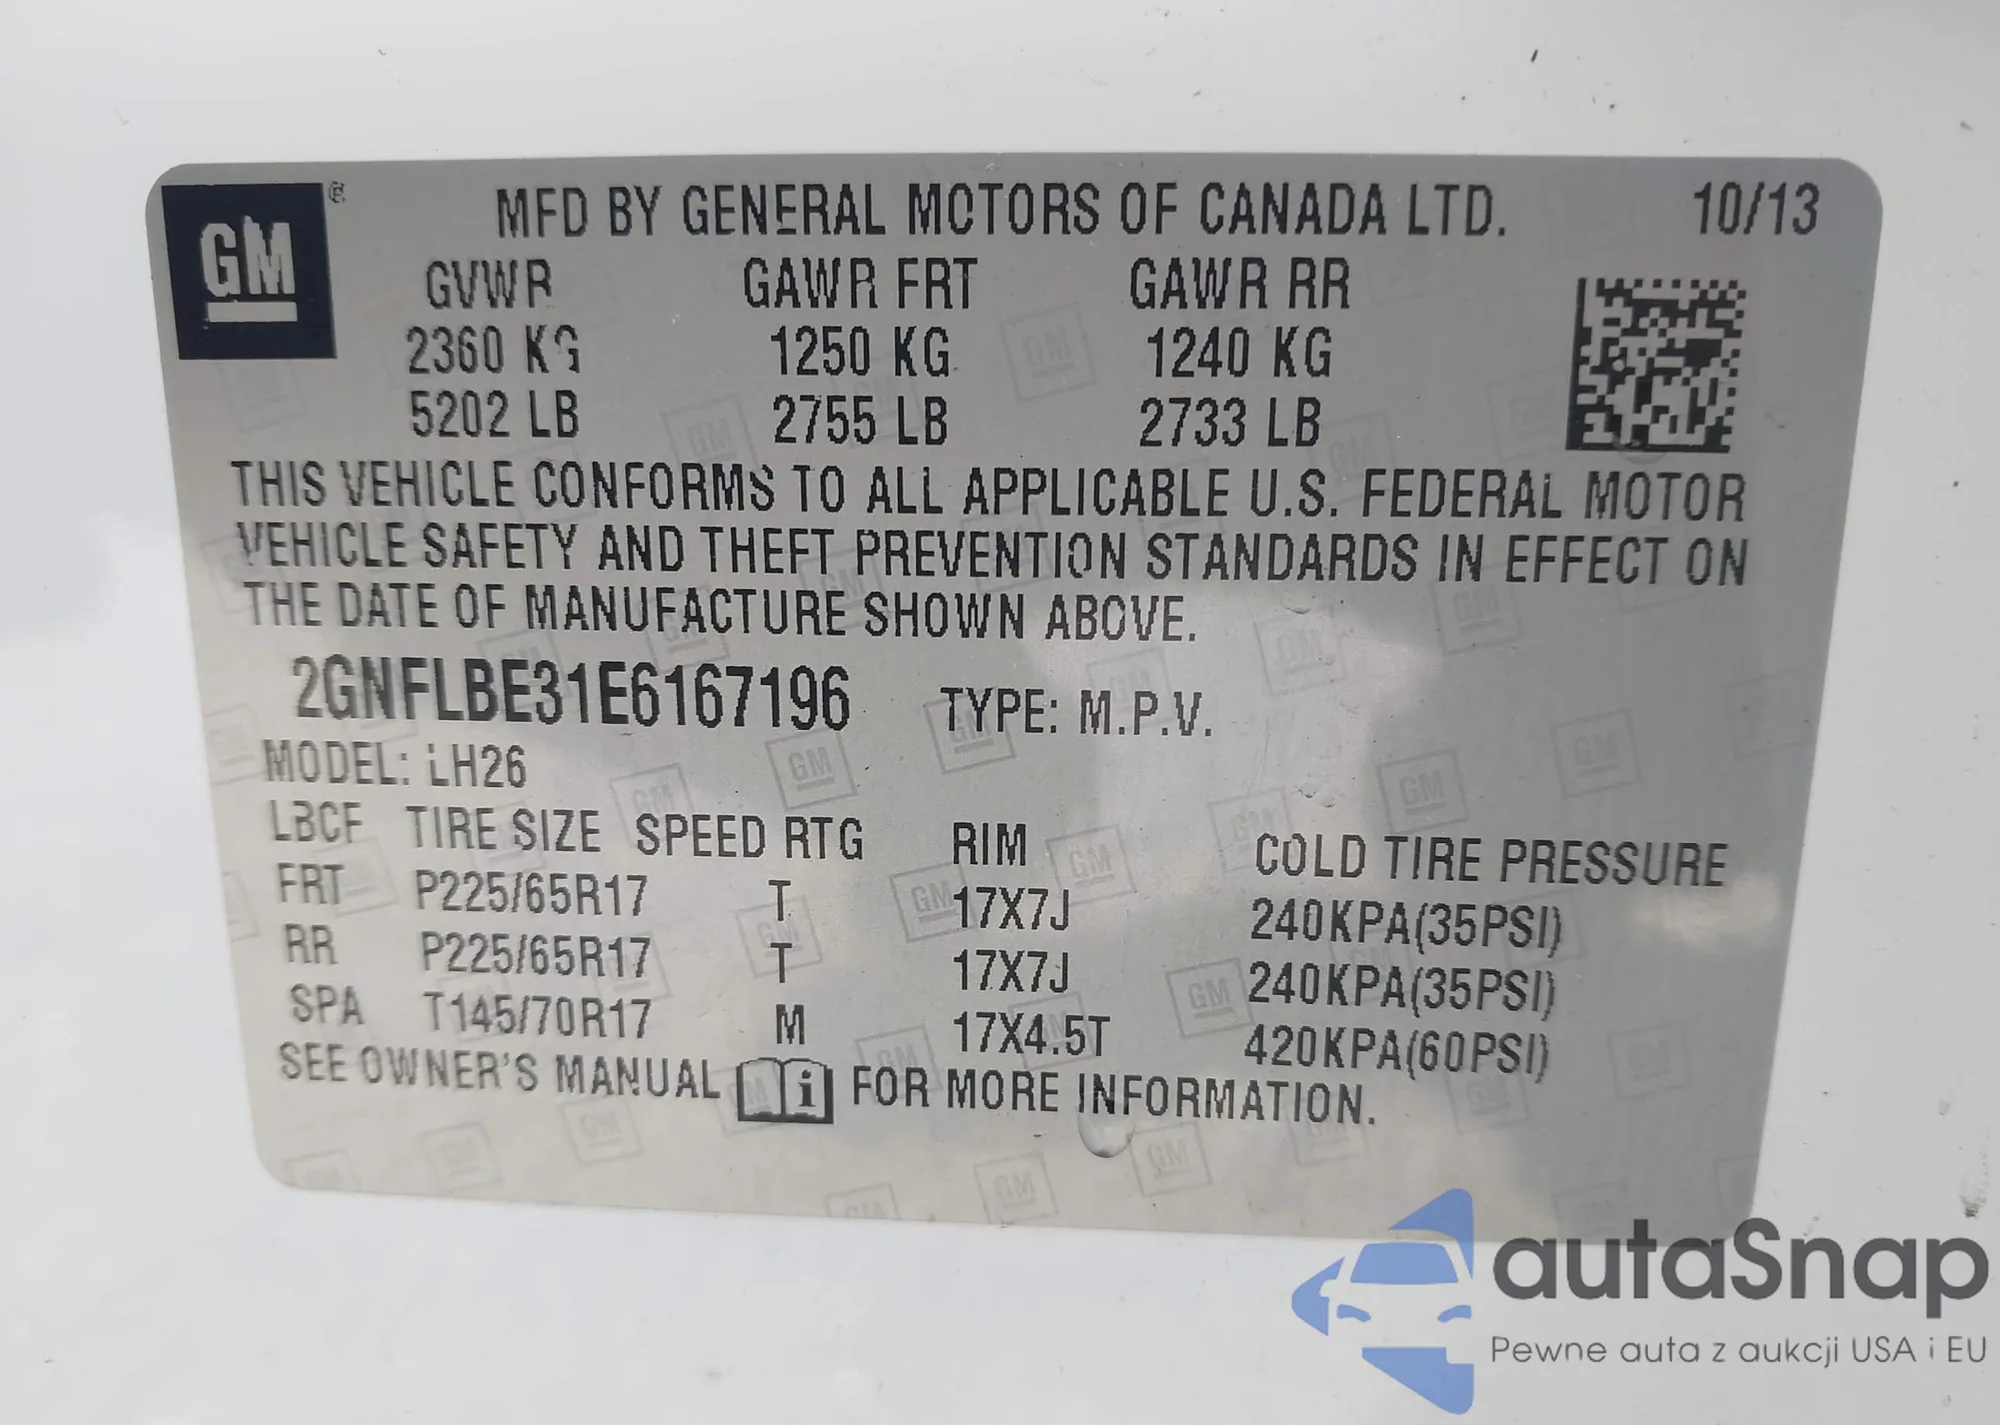 GM ®
MFD BY GENERAL MOTORS OF CANADA LTD. 10/13
GVWR GAWR FRT GAWR RR
2360 KG 1250 KG 1240 KG
5202 LB 2755 LB 2733 LB
THIS VEHICLE CONFORMS TO ALL APPLICABLE U.S. FEDERAL MOTOR
VEHICLE SAFETY AND THEFT PREVENTION STANDARDS IN EFFECT ON
THE DATE OF MANUFACTURE SHOWN ABOVE.
2GNFLBE31E6167196 TYPE: M.P.V.
MODEL: LH26
LBCF TIRE SIZE SPEED RTG RIM COLD TIRE PRESSURE
FRT P225/65R17 T 17X7J 240KPA(35PSI)
RR P225/65R17 T 17X7J 240KPA(35PSI)
SPA T145/70R17 M 17X4.5T 420KPA(60PSI)
SEE OWNER'S MANUAL i FOR MORE INFORMATION.
autaSnap
Pewne auta z aukcji USA i EU